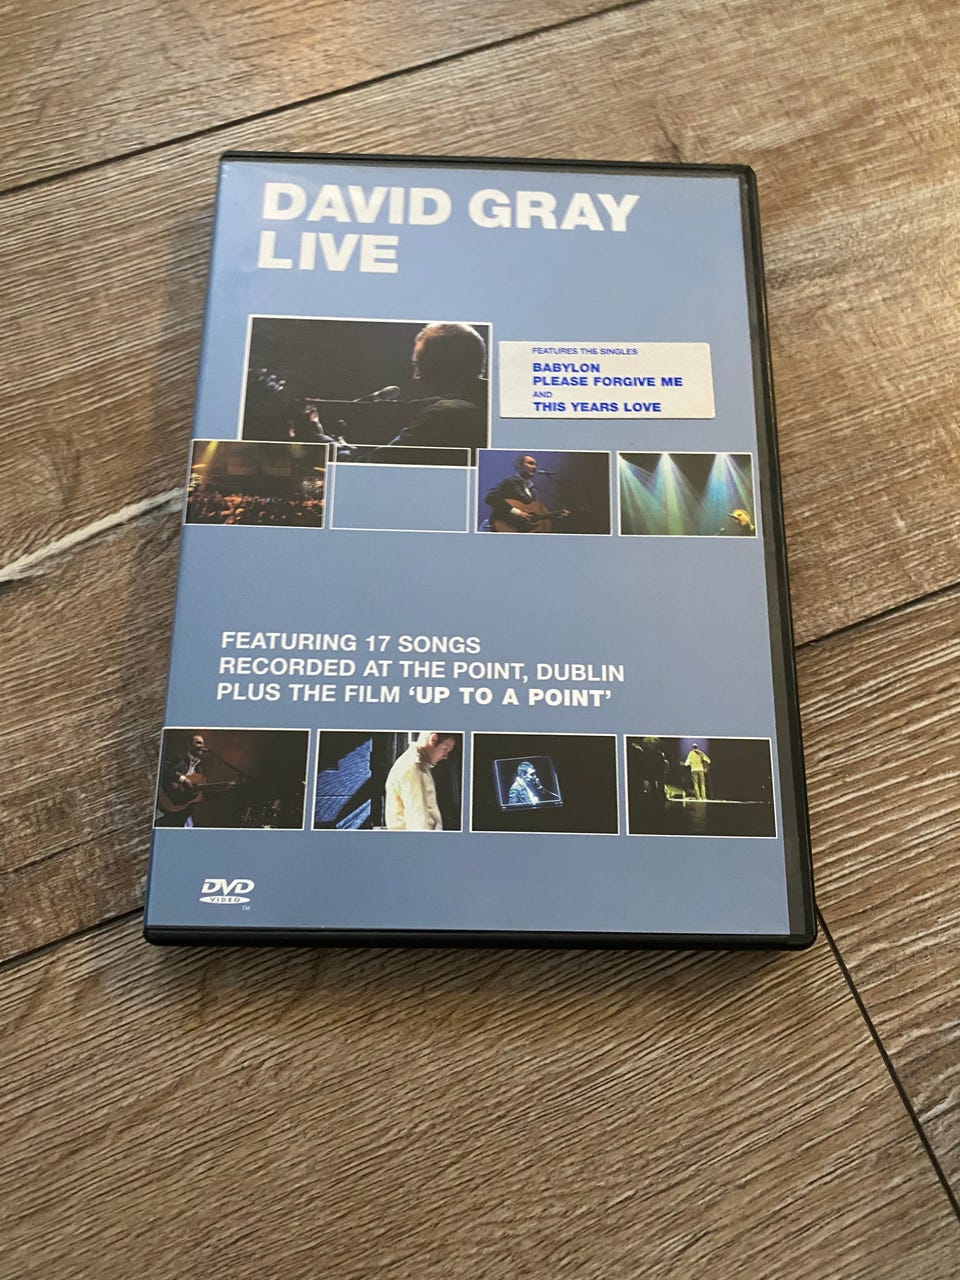 DAVID GRAY
LIVE
FEATURES THE SINGLES
BABYLON
PLEASE FORGIVE ME
AND
THIS YEARS LOVE
FEATURING 17 SONGS
RECORDED AT THE POINT, DUBLIN
PLUS THE FILM ‘UP TO A POINT’
DVD
VIDEO
TM